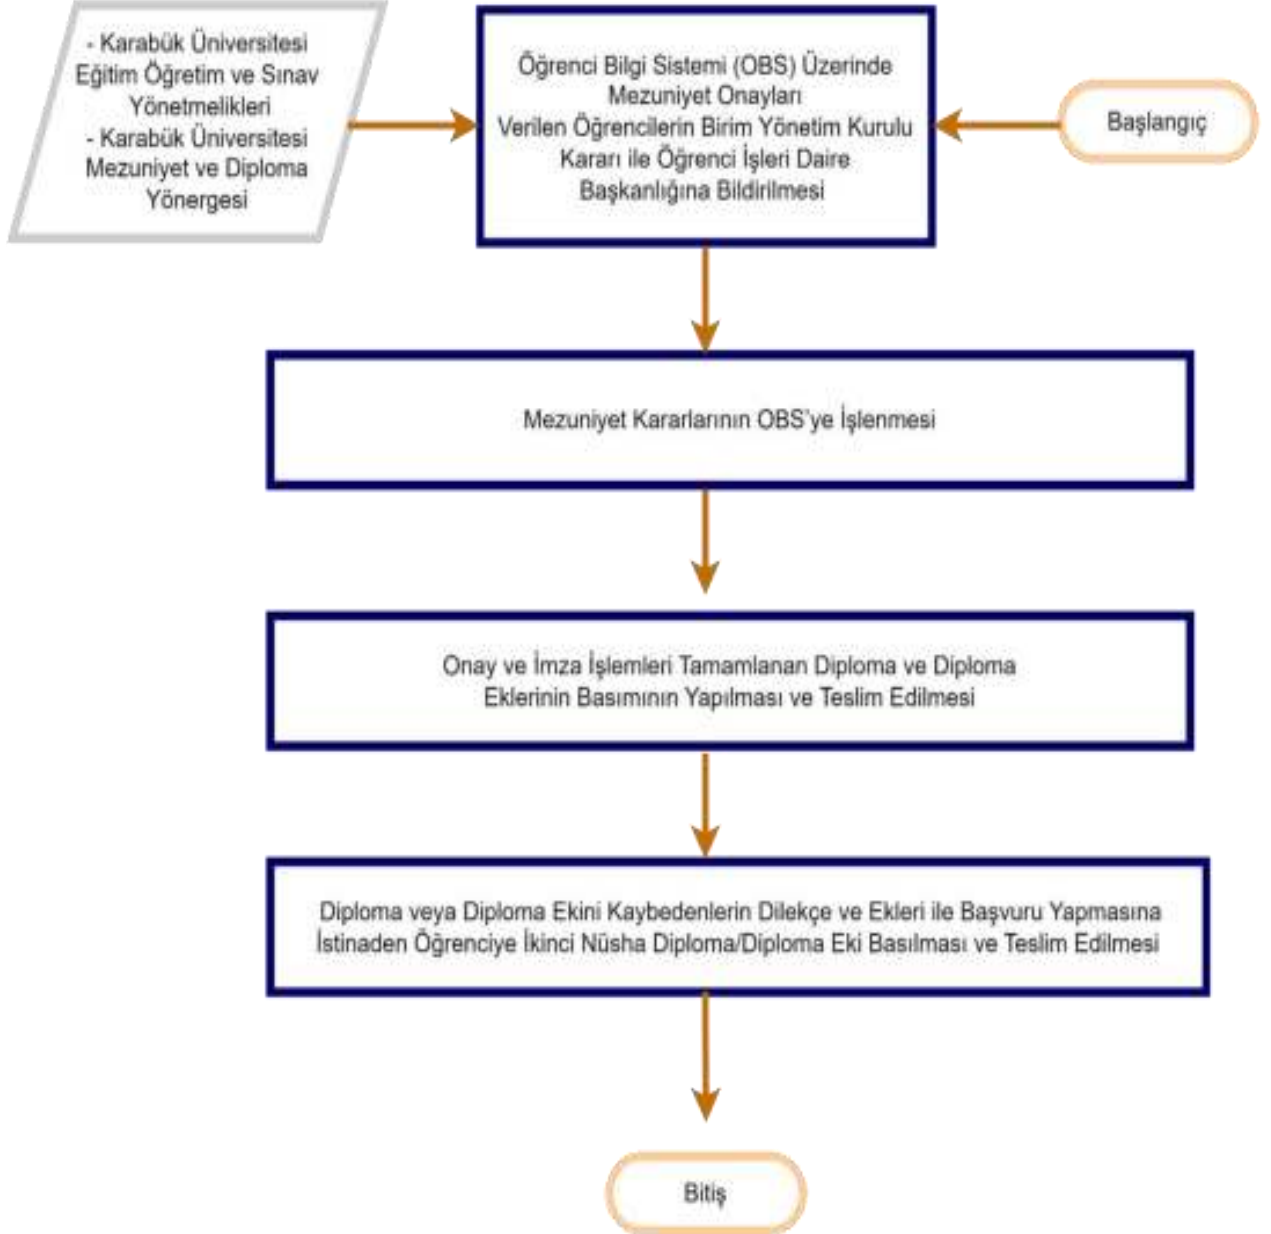 - Karabük Üniversitesi
Eğitim Öğretim ve Sınav
Yönetmelikleri
- Karabük Üniversitesi
Mezuniyet ve Diploma
Yönergesi
Öğrenci Bilgi Sistemi (OBS) Üzerinde
Mezuniyet Onayları
Verilen Öğrencilerin Birim Yönetim Kurulu
Kararı ile Öğrenci İşleri Daire
Başkanlığına Bildirilmesi
Başlangıç
Mezuniyet Kararlarının OBS'ye İşlenmesi
Onay ve İmza İşlemleri Tamamlanan Diploma ve Diploma
Eklerinin Basımının Yapılması ve Teslim Edilmesi
Diploma veya Diploma Ekini Kaybedenlerin Dilekçe ve Ekleri ile Başvuru Yapmasına
İstinaden Öğrenciye İkinci Nüsha Diploma/Diploma Eki Basılması ve Teslim Edilmesi
Bitiş